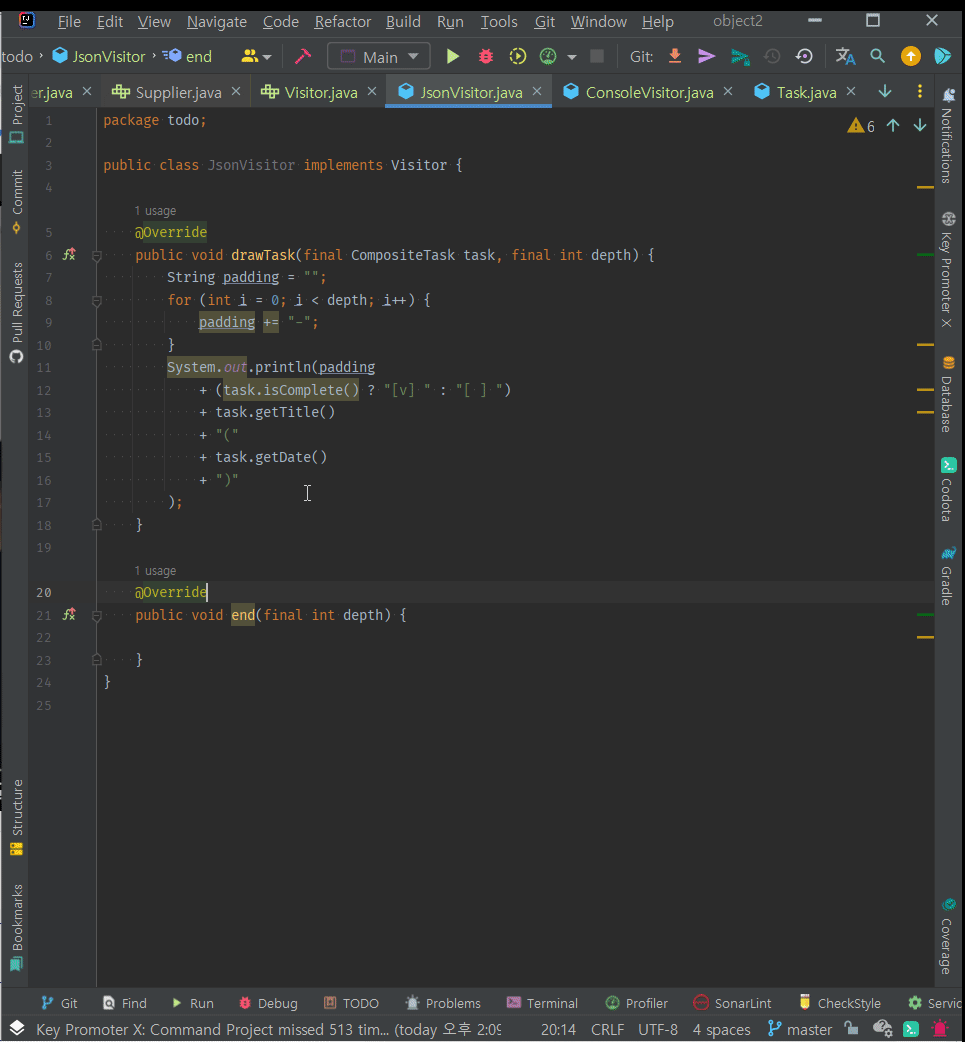 File Edit View Navigate Code Refactor Build Run Tools Git Window Help object2
todo › JsonVisitor › end Main Git:
er.java Supplier.java Visitor.java JsonVisitor.java ConsoleVisitor.java Task.java
6
1 package todo;
2
3 public class JsonVisitor implements Visitor {
4
1 usage
5 @Override
6 public void drawTask(final CompositeTask task, final int depth) {
7 String padding = "";
8 for (int i = 0; i < depth; i++) {
9 padding += "-";
10 }
11 System.out.println(padding
12 + (task.isComplete() ? "[v] " : "[ ] ")
13 + task.getTitle()
14 + "("
15 + task.getDate()
16 + ")"
17 );
18 }
19
1 usage
20 @Override
21 public void end(final int depth) {
22
23 }
24 }
25
Project
Commit
Pull Requests
Structure
Bookmarks
Notifications
Key Promoter X
Database
Codota
Gradle
Coverage
Git Find Run Debug TODO Problems Terminal Profiler SonarLint CheckStyle Servic
Key Promoter X: Command Project missed 513 tim... (today 오후 2:09 20:14 CRLF UTF-8 4 spaces master